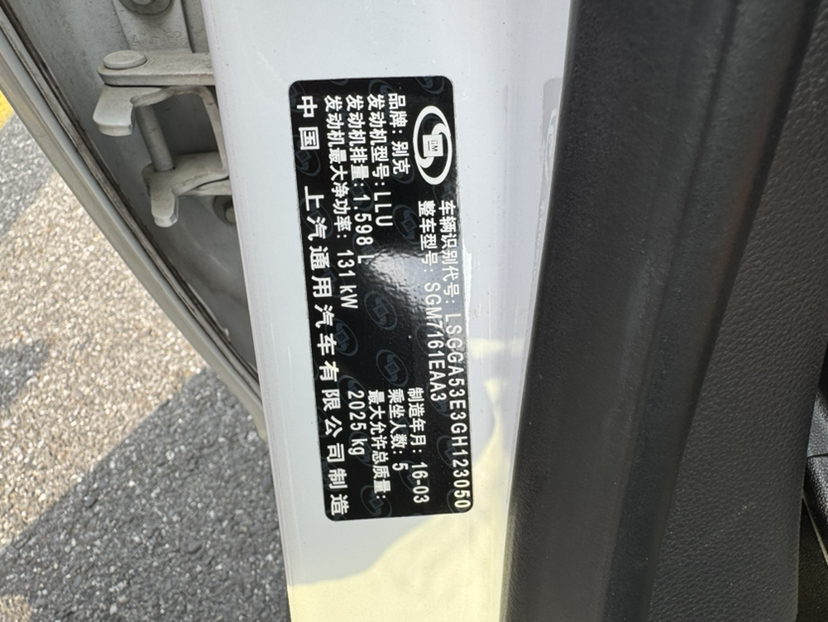 GM
车辆识别代号: LSGGA53E3GH123050
整车型号: SGM7161EAA3
品牌: 别克
制造年月: 16-03
发动机型号: LLU
乘坐人数: 5
发动机排量: 1.598 L
最大允许总质量:
发动机最大净功率: 131 kW
2025 kg
中国 上汽通用汽车有限公司制造